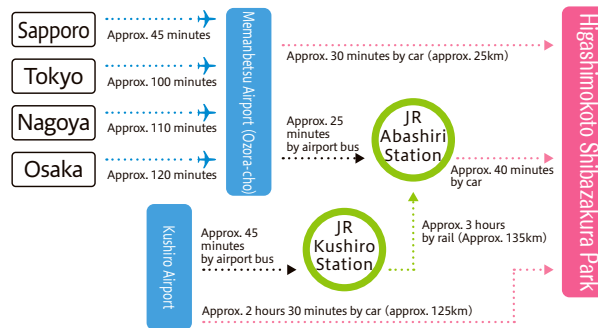 Sapporo
Approx. 45 minutes
Tokyo
Approx. 100 minutes
Nagoya
Approx. 110 minutes
Osaka
Approx. 120 minutes
Memanbetsu Airport (Ozora-cho)
Approx. 30 minutes by car (approx. 25km)
Approx. 25
minutes
by airport bus
JR
Abashiri
Station
Approx. 40 minutes
by car
Higashimokoto Shibazakura Park
Kushiro Airport
Approx. 45
minutes
by airport bus
JR
Kushiro
Station
Approx. 3 hours
by rail (Approx. 135km)
Approx. 2 hours 30 minutes by car (approx. 125km)